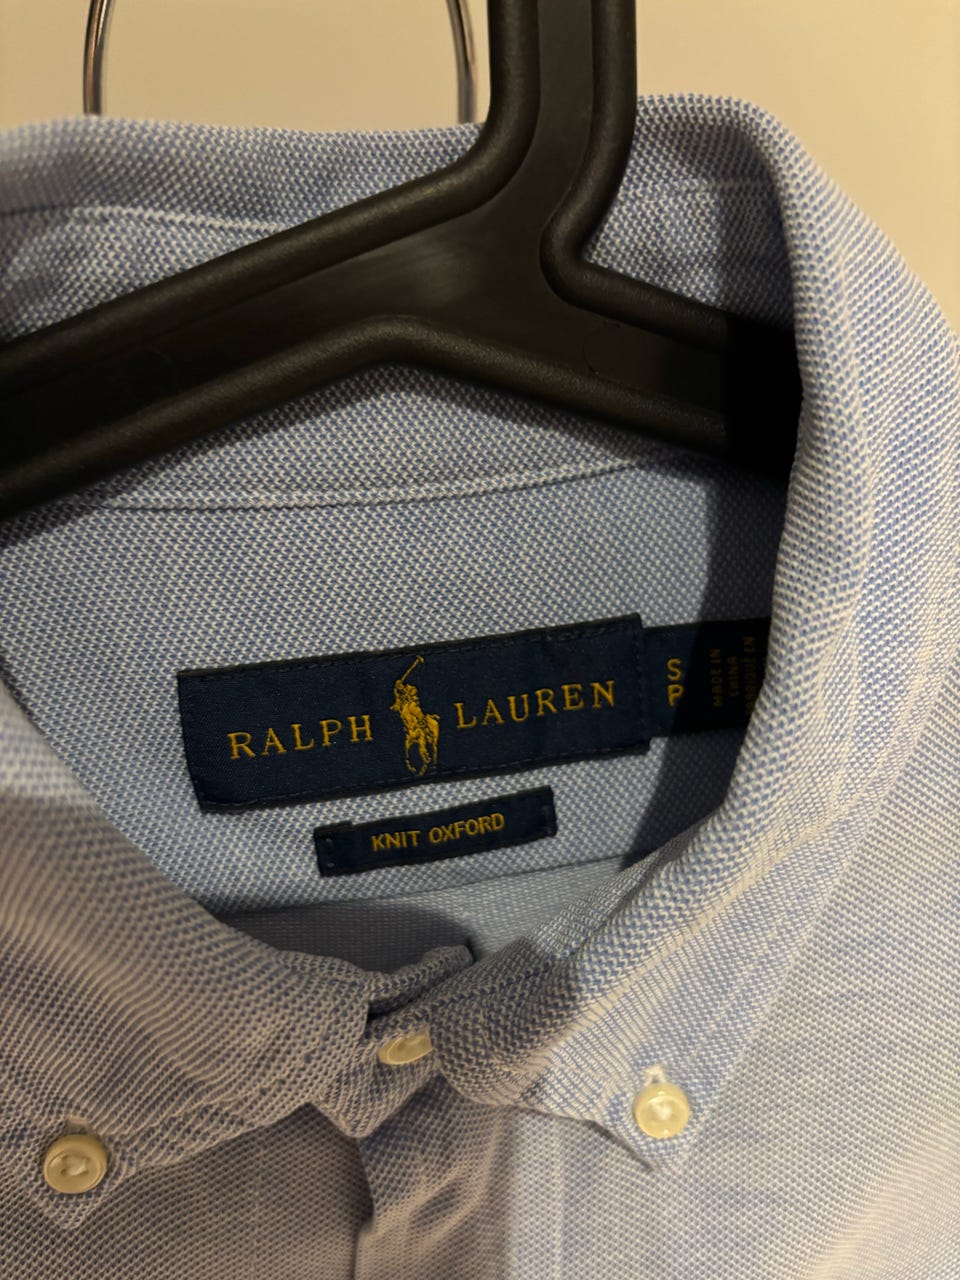 RALPH LAUREN
S
P
MADE IN
CHINA
KNIT OXFORD